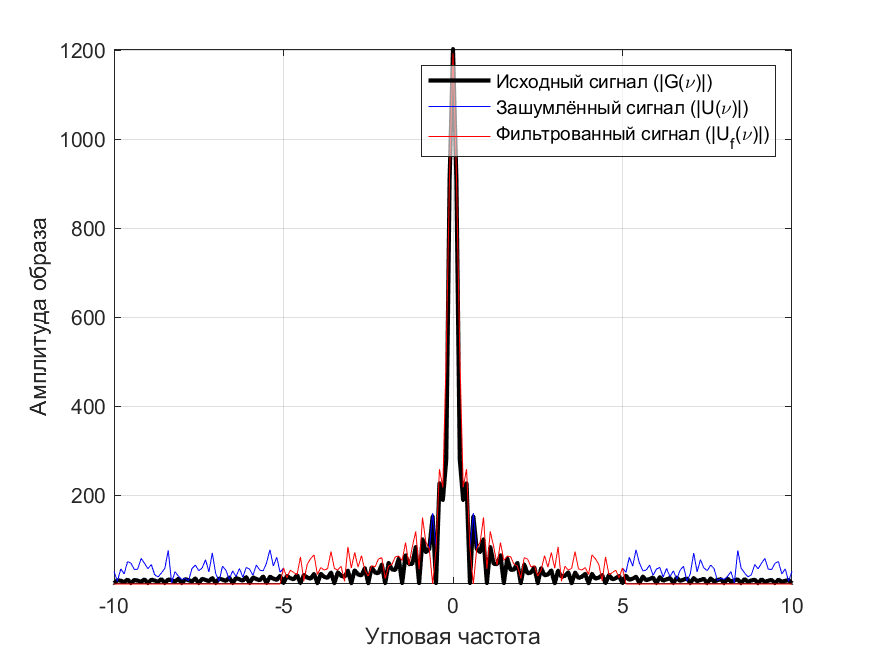 1200
1000
800
600
400
200
-10
-5
0
5
10
Амплитуда образа
Угловая частота
Исходный сигнал (|G(ν)|)
Зашумлённый сигнал (|U(ν)|)
Фильтрованный сигнал (|U_f(ν)|)